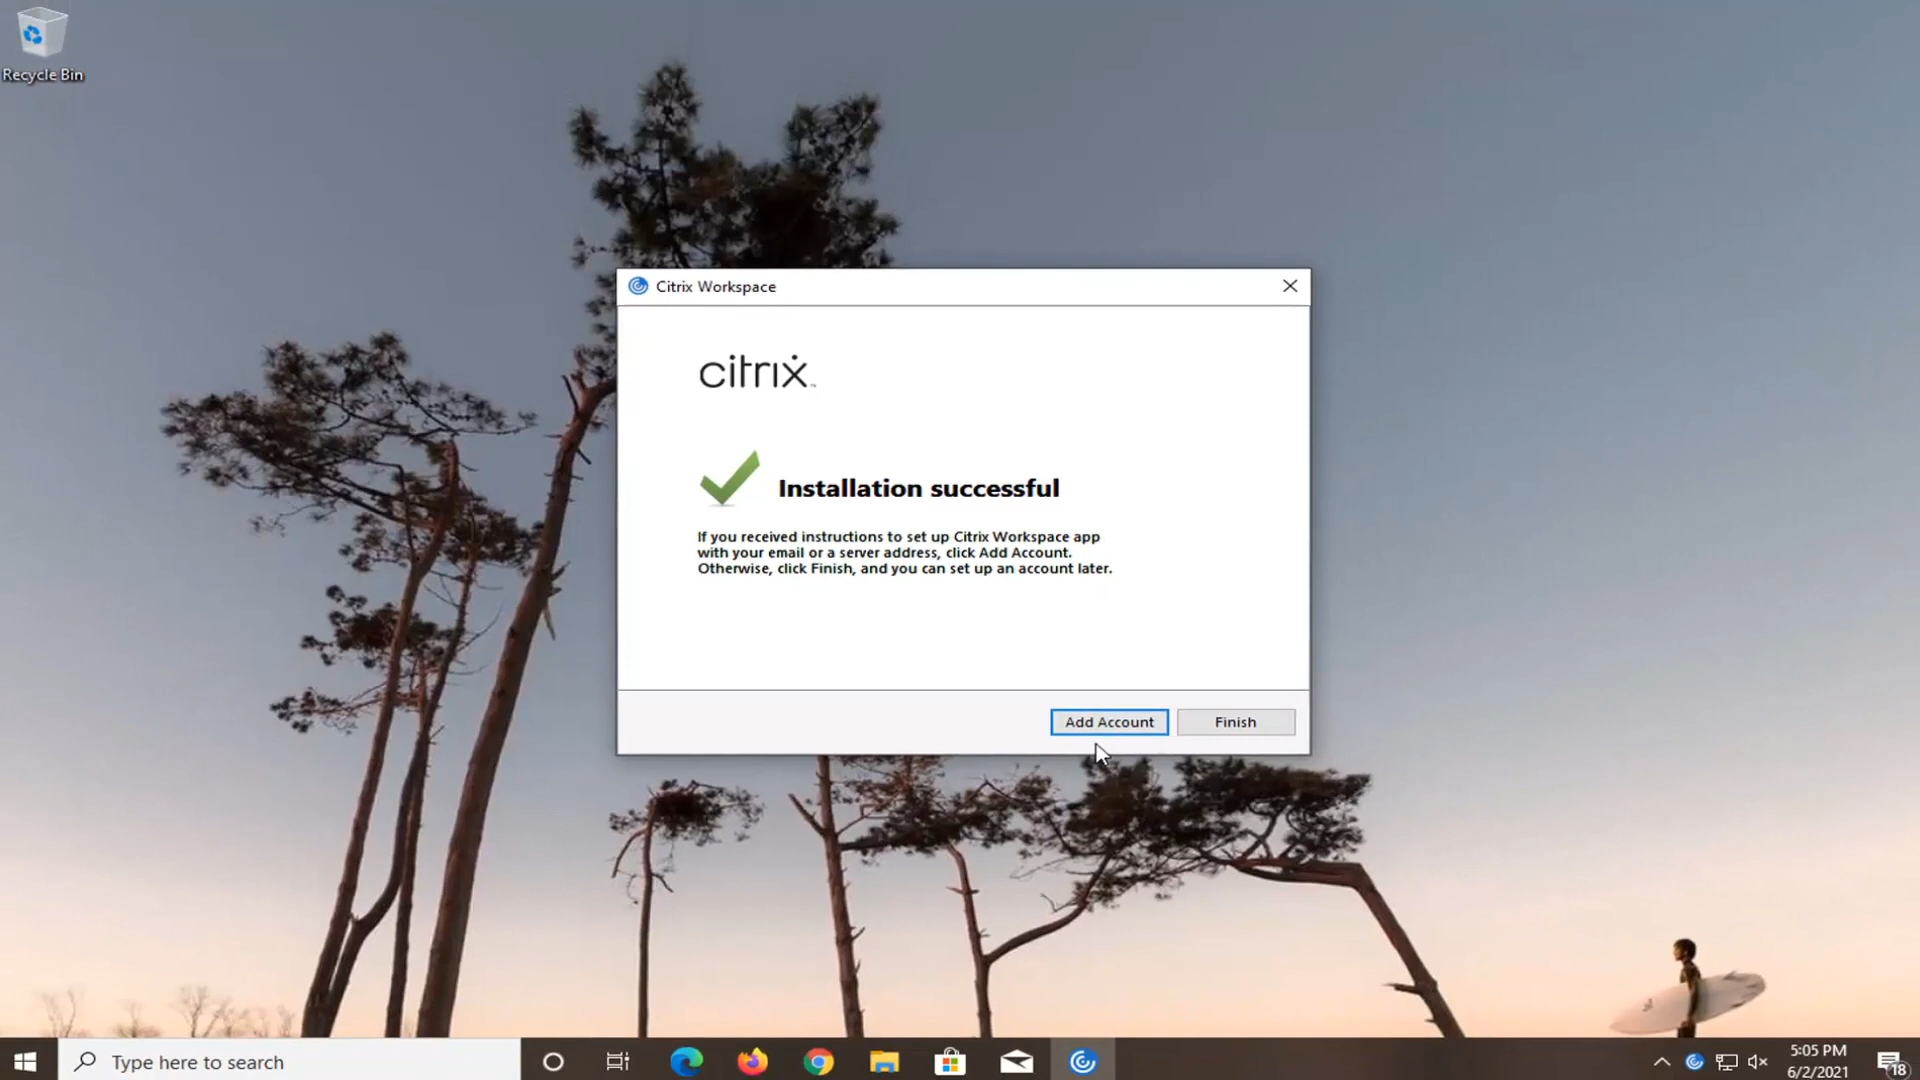 Recycle Bin
Citrix Workspace
citrix™
Installation successful
If you received instructions to set up Citrix Workspace app
with your email or a server address, click Add Account.
Otherwise, click Finish, and you can set up an account later.
Add Account
Finish
Type here to search
5:05 PM
6/2/2021
18